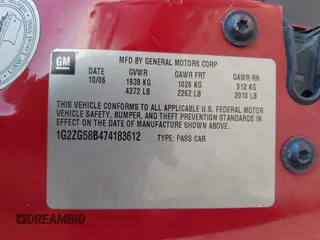 GM
MFD BY GENERAL MOTORS CORP
DATE GVWR GAWR FRT GAWR RR
10/06 1938 KG 1026 KG 912 KG
4272 LB 2262 LB 2010 LB
THIS VEHICLE CONFORMS TO ALL APPLICABLE U.S. FEDERAL MOTOR
VEHICLE SAFETY, BUMPER, AND THEFT PREVENTION STANDARDS IN
EFFECT ON THE DATE OF MANUFACTURE SHOWN ABOVE.
1G2ZG58B474183612 TYPE: PASS CAR
DREAMBID